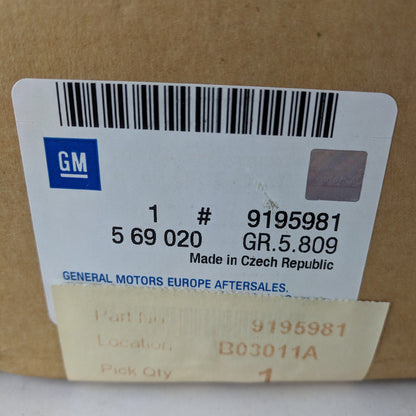 GM
1 # 9195981
5 69 020 GR.5.809
Made in Czech Republic
GENERAL MOTORS EUROPE AFTERSALES.
Part No 9195981
Location B03011A
Pick Qty 1